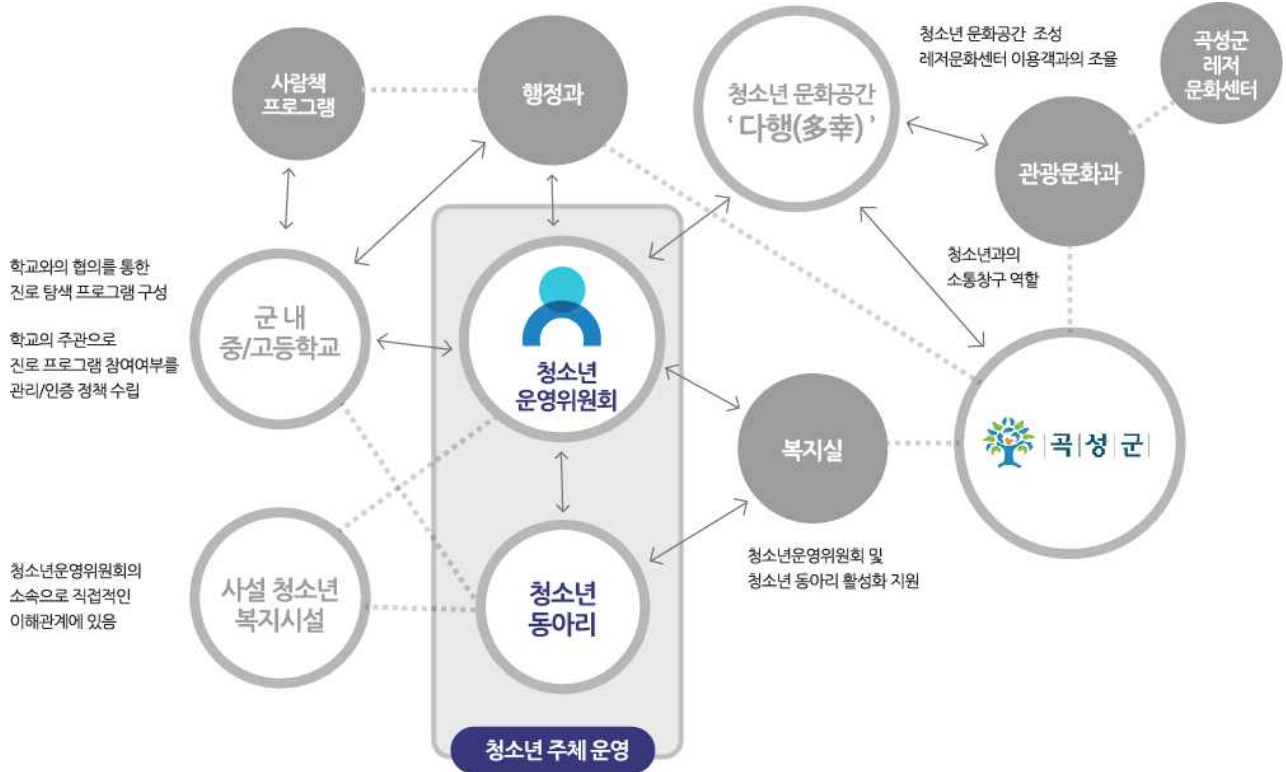 사람책
프로그램
행정과
청소년 문화공간
‘다행(多幸)’
청소년 문화공간 조성
레저문화센터 이용객과의 조율
곡성군
레저
문화센터
관광문화과
학교와의 협의를 통한
진로 탐색 프로그램 구성
학교의 주관으로
진로 프로그램 참여여부를
관리/인증 정책 수립
군 내
중/고등학교
청소년
운영위원회
청소년과의
소통창구 역할
복지실
|곡|성|군|
청소년운영위원회의
소속으로 직접적인
이해관계에 있음
사설 청소년
복지시설
청소년
동아리
청소년운영위원회 및
청소년 동아리 활성화 지원
청소년 주체 운영